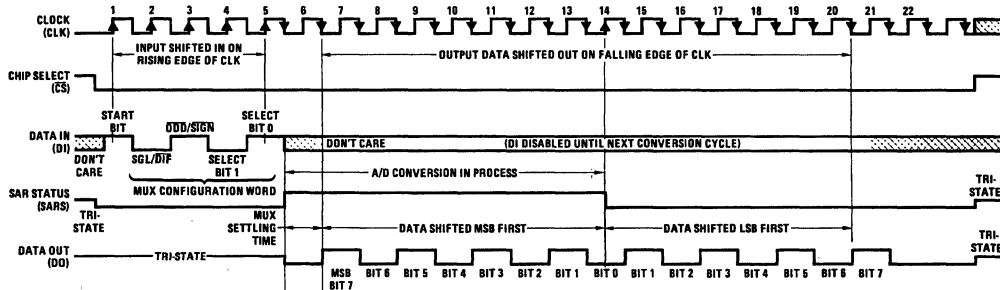 1 2 3 4 5 6 7 8 9 10 11 12 13 14 15 16 17 18 19 20 21 22
CLOCK
(CLK)
INPUT SHIFTED IN ON
RISING EDGE OF CLK
OUTPUT DATA SHIFTED OUT ON FALLING EDGE OF CLK
CHIP SELECT
(CS)
START
BIT
ODD/SIGN
SELECT
BIT 0
DATA IN
(DI)
DON'T
CARE
SGL/DIF
SELECT
BIT 1
DON'T CARE
(DI DISABLED UNTIL NEXT CONVERSION CYCLE)
MUX CONFIGURATION WORD
A/D CONVERSION IN PROCESS
SAR STATUS
(SARS)
TRI-
STATE
TRI-
STATE
MUX
SETTLING
TIME
DATA SHIFTED MSB FIRST
DATA SHIFTED LSB FIRST
DATA OUT
(DO)
TRI-STATE
TRI-
STATE
MSB
BIT 7
BIT 6 BIT 5 BIT 4 BIT 3 BIT 2 BIT 1 BIT 0 BIT 1 BIT 2 BIT 3 BIT 4 BIT 5 BIT 6 BIT 7